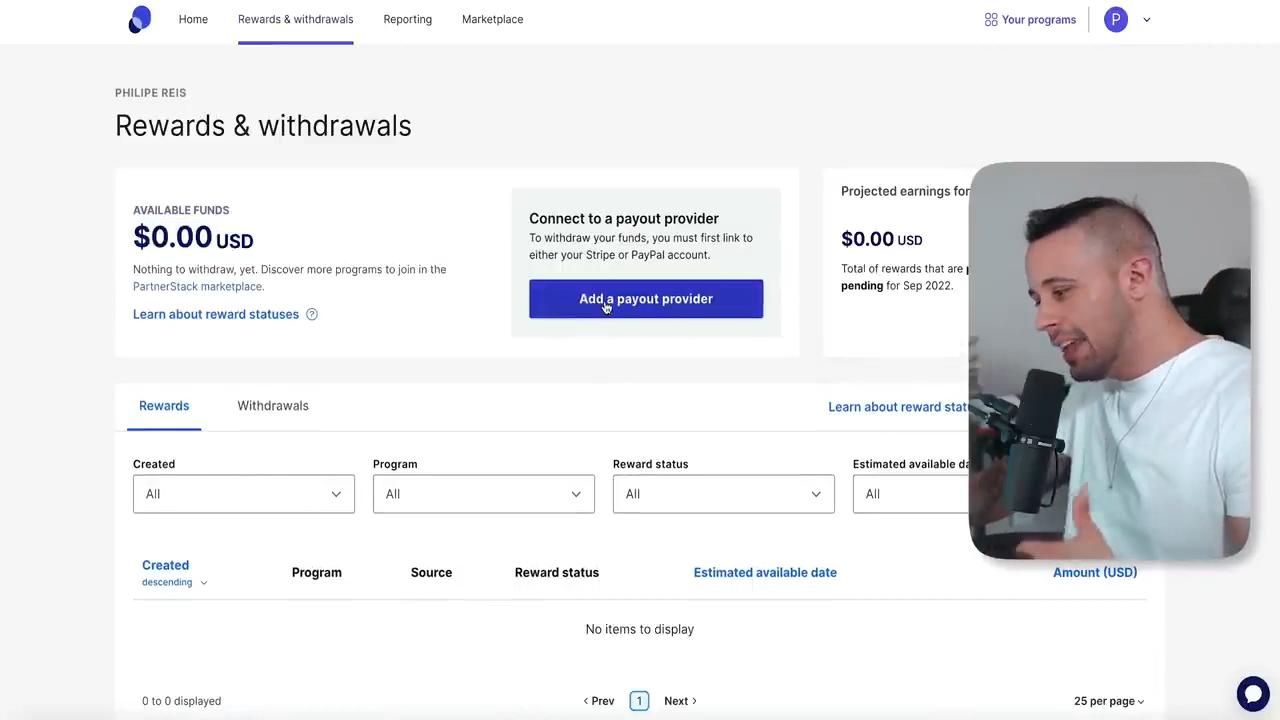 Home
Rewards & withdrawals
Reporting
Marketplace
Your programs
P
PHILIPE REIS
Rewards & withdrawals
AVAILABLE FUNDS
$0.00 USD
Nothing to withdraw, yet. Discover more programs to join in the
PartnerStack marketplace.
Learn about reward statuses
?
Connect to a payout provider
To withdraw your funds, you must first link to
either your Stripe or PayPal account.
Add a payout provider
Projected earnings for
$0.00 USD
Total of rewards that are
pending for Sep 2022.
Rewards
Withdrawals
Learn about reward
Created
Program
Reward status
Estimated available
All
All
All
All
Created
descending
Program
Source
Reward status
Estimated available date
Amount (USD)
No items to display
0 to 0 displayed
‹ Prev
1
Next ›
25 per page